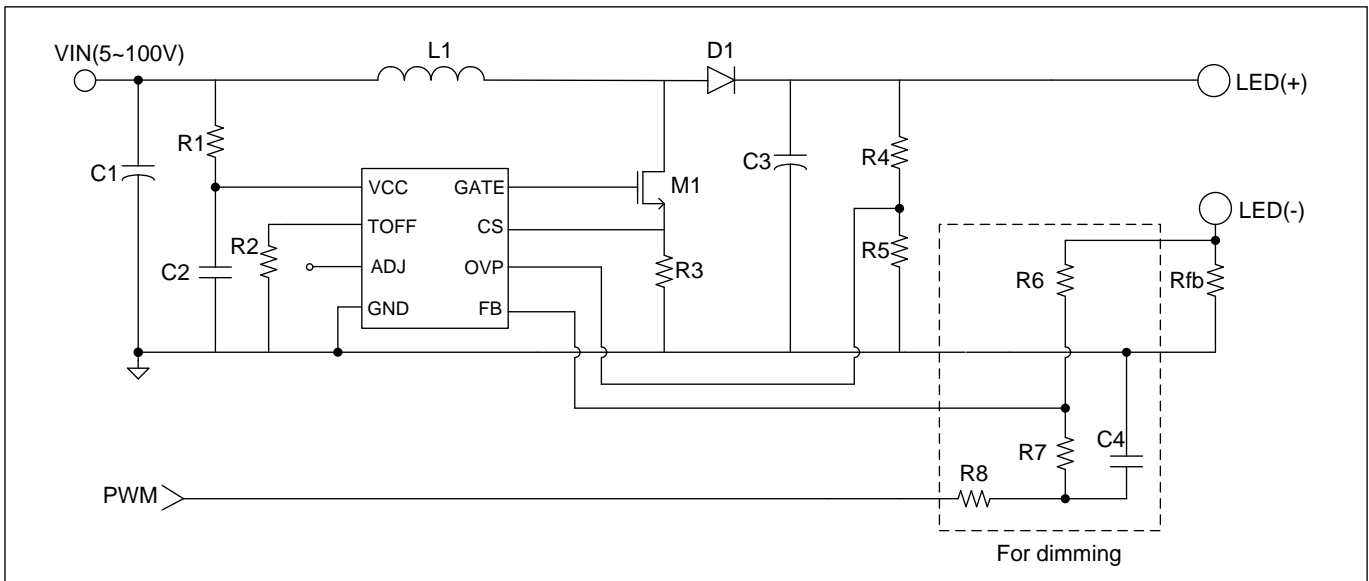 VIN(5~100V)
L1
D1
LED(+)
R1
C1
C3
R4
VCC
GATE
M1
LED(-)
TOFF
CS
R2
R5
C2
ADJ
OVP
R3
R6
Rfb
GND
FB
R7
C4
R8
PWM
For dimming